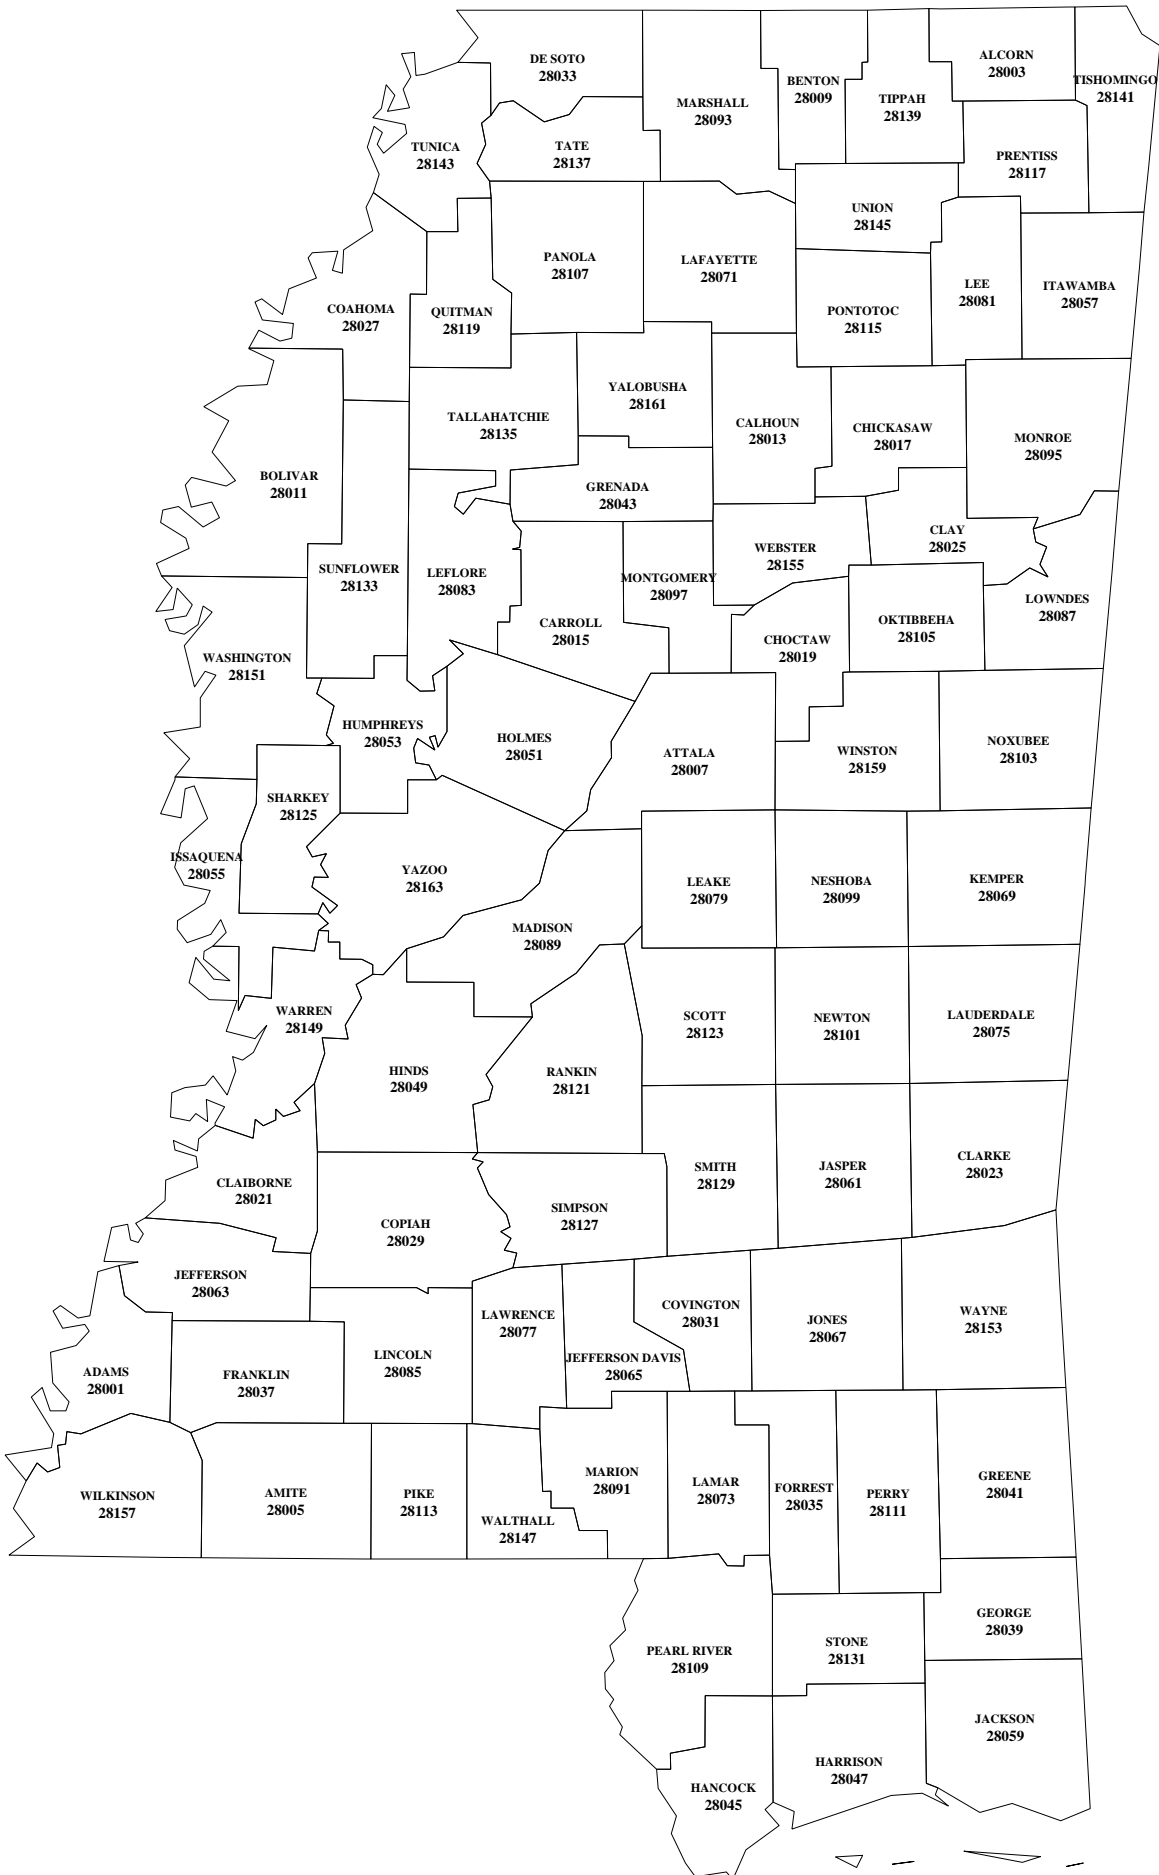 DE SOTO
28033
ALCORN
28003
BENTON
28009
TISHOMINGO
28141
MARSHALL
28093
TIPPAH
28139
TUNICA
28143
TATE
28137
PRENTISS
28117
UNION
28145
PANOLA
28107
LAFAYETTE
28071
LEE
28081
ITAWAMBA
28057
COAHOMA
28027
QUITMAN
28119
PONTOTOC
28115
YALOBUSHA
28161
TALLAHATCHIE
28135
CALHOUN
28013
CHICKASAW
28017
MONROE
28095
BOLIVAR
28011
GRENADA
28043
CLAY
28025
SUNFLOWER
28133
LEFLORE
28083
WEBSTER
28155
MONTGOMERY
28097
LOWNDES
28087
CARROLL
28015
OKTIBBEHA
28105
CHOCTAW
28019
WASHINGTON
28151
HUMPHREYS
28053
HOLMES
28051
ATTALA
28007
WINSTON
28159
NOXUBEE
28103
SHARKEY
28125
ISSAQUENA
28055
YAZOO
28163
LEAKE
28079
NESHOBA
28099
KEMPER
28069
MADISON
28089
WARREN
28149
SCOTT
28123
NEWTON
28101
LAUDERDALE
28075
HINDS
28049
RANKIN
28121
CLAIBORNE
28021
SMITH
28129
JASPER
28061
CLARKE
28023
COPIAH
28029
SIMPSON
28127
JEFFERSON
28063
LAWRENCE
28077
COVINGTON
28031
JONES
28067
WAYNE
28153
ADAMS
28001
FRANKLIN
28037
LINCOLN
28085
JEFFERSON DAVIS
28065
WILKINSON
28157
AMITE
28005
PIKE
28113
WALTHALL
28147
MARION
28091
LAMAR
28073
FORREST
28035
PERRY
28111
GREENE
28041
PEARL RIVER
28109
STONE
28131
GEORGE
28039
HANCOCK
28045
HARRISON
28047
JACKSON
28059